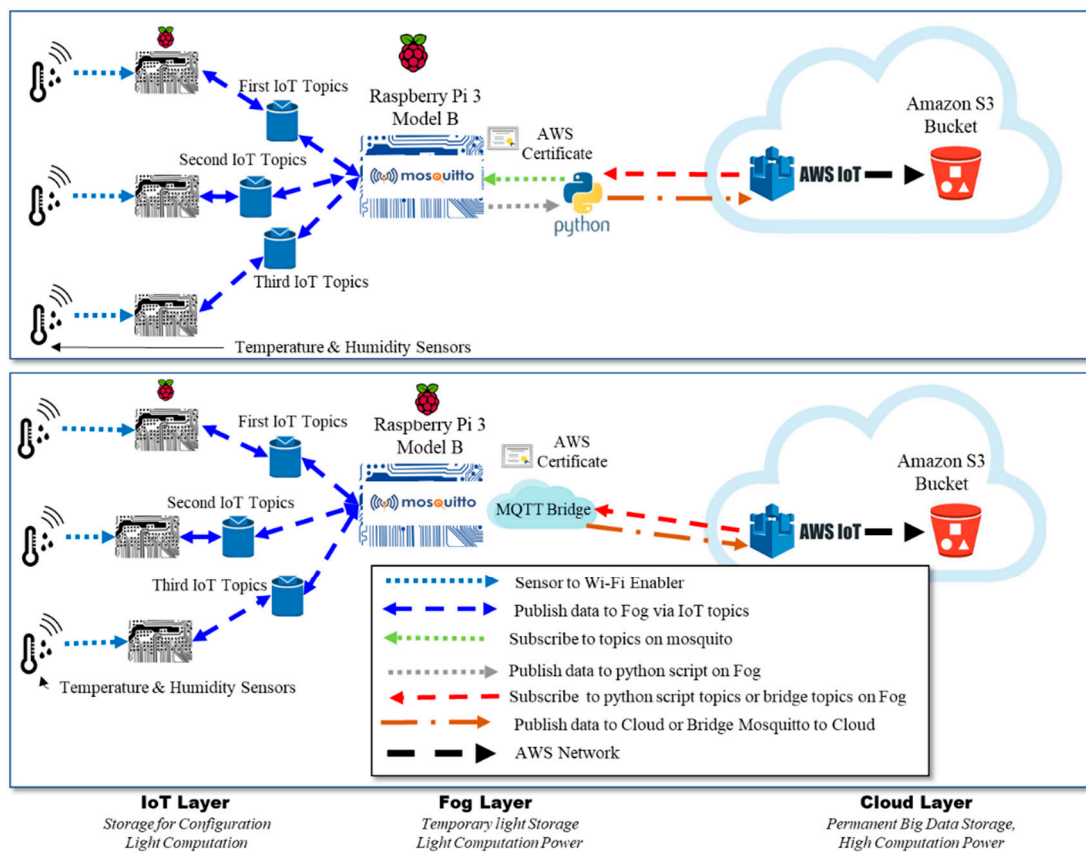 First IoT Topics
Raspberry Pi 3
Model B
AWS
Certificate
Second IoT Topics
mosquitto
python
Third IoT Topics
Temperature & Humidity Sensors
AWS IoT
Amazon S3
Bucket
First IoT Topics
Raspberry Pi 3
Model B
AWS
Certificate
Second IoT Topics
mosquitto
MQTT Bridge
Third IoT Topics
Temperature & Humidity Sensors
AWS IoT
Amazon S3
Bucket
Sensor to Wi-Fi Enabler
Publish data to Fog via IoT topics
Subscribe to topics on mosquito
Publish data to python script on Fog
Subscribe to python script topics or bridge topics on Fog
Publish data to Cloud or Bridge Mosquitto to Cloud
AWS Network
IoT Layer
Storage for Configuration
Light Computation
Fog Layer
Temporary light Storage
Light Computation Power
Cloud Layer
Permanent Big Data Storage,
High Computation Power